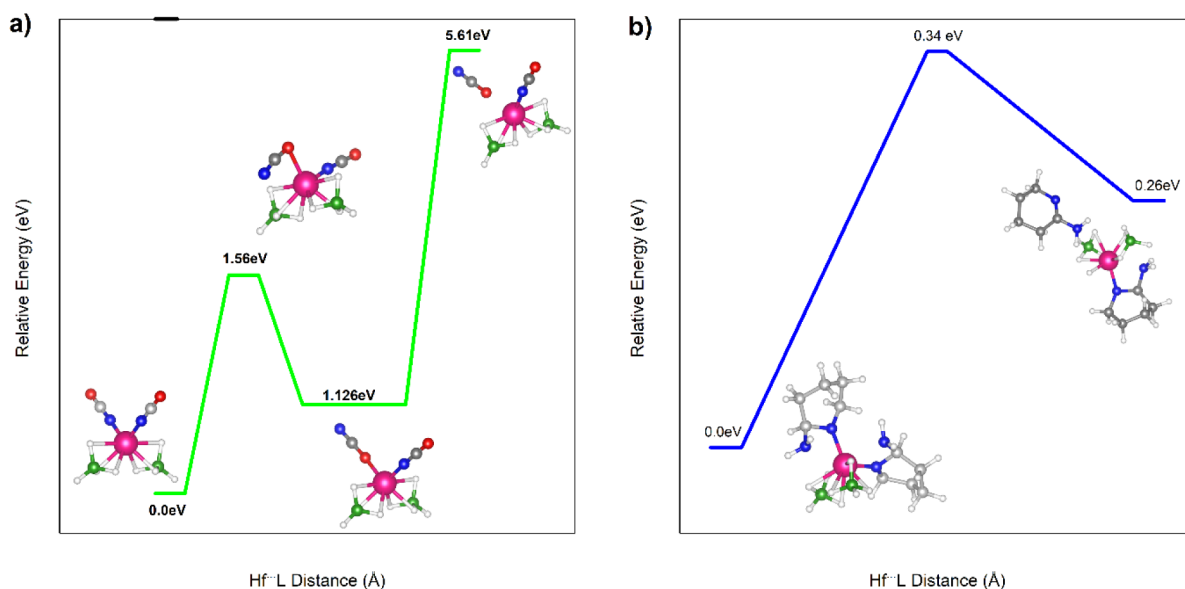 a)
Relative Energy (eV)
0.0eV
1.56eV
1.126eV
5.61eV
Hf···L Distance (Å)
b)
Relative Energy (eV)
0.0eV
0.34 eV
0.26eV
Hf···L Distance (Å)